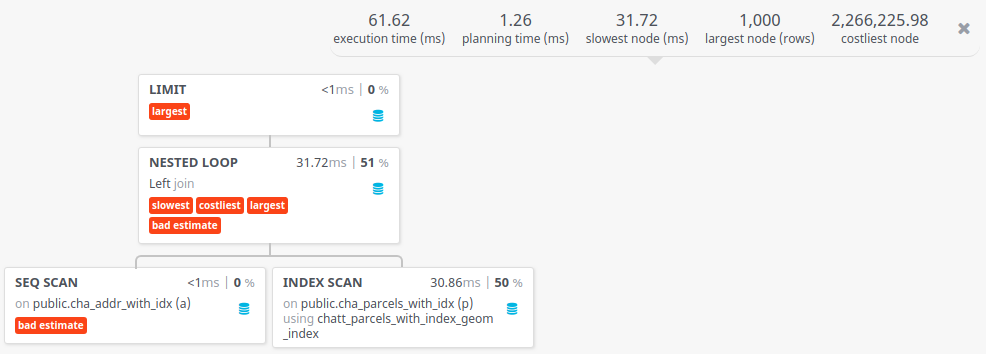 61.62 1.26 31.72 1,000 2,266,225.98
execution time (ms) planning time (ms) slowest node (ms) largest node (rows) costliest node
LIMIT <1ms | 0 %
largest
NESTED LOOP 31.72ms | 51 %
Left join
slowest costliest largest
bad estimate
SEQ SCAN <1ms | 0 %
on public.cha_addr_with_idx (a)
bad estimate
INDEX SCAN 30.86ms | 50 %
on public.cha_parcels_with_idx (p)
using chatt_parcels_with_index_geom
_index